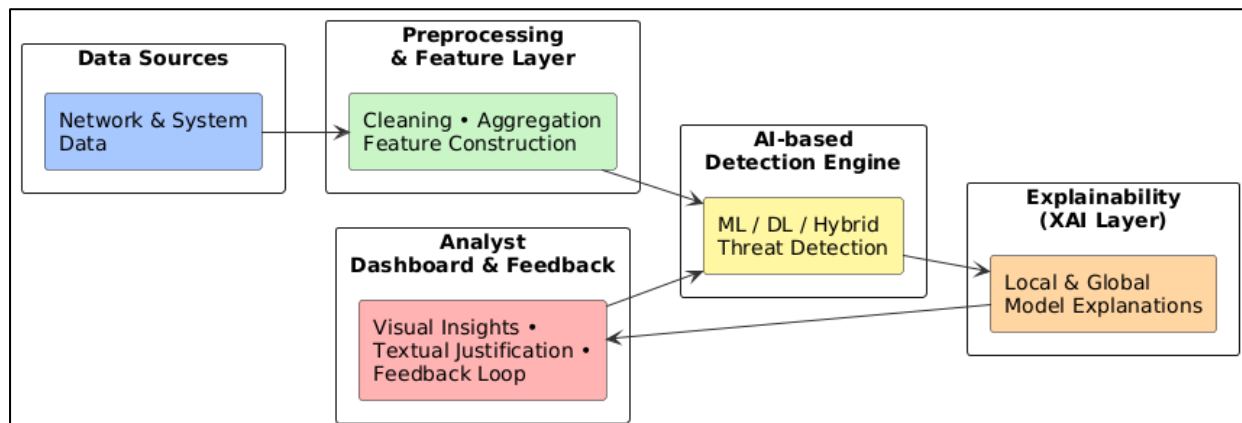 Data Sources
Network & System
Data
Preprocessing
& Feature Layer
Cleaning • Aggregation
Feature Construction
AI-based
Detection Engine
ML / DL / Hybrid
Threat Detection
Explainability
(XAI Layer)
Local & Global
Model Explanations
Analyst
Dashboard & Feedback
Visual Insights •
Textual Justification •
Feedback Loop